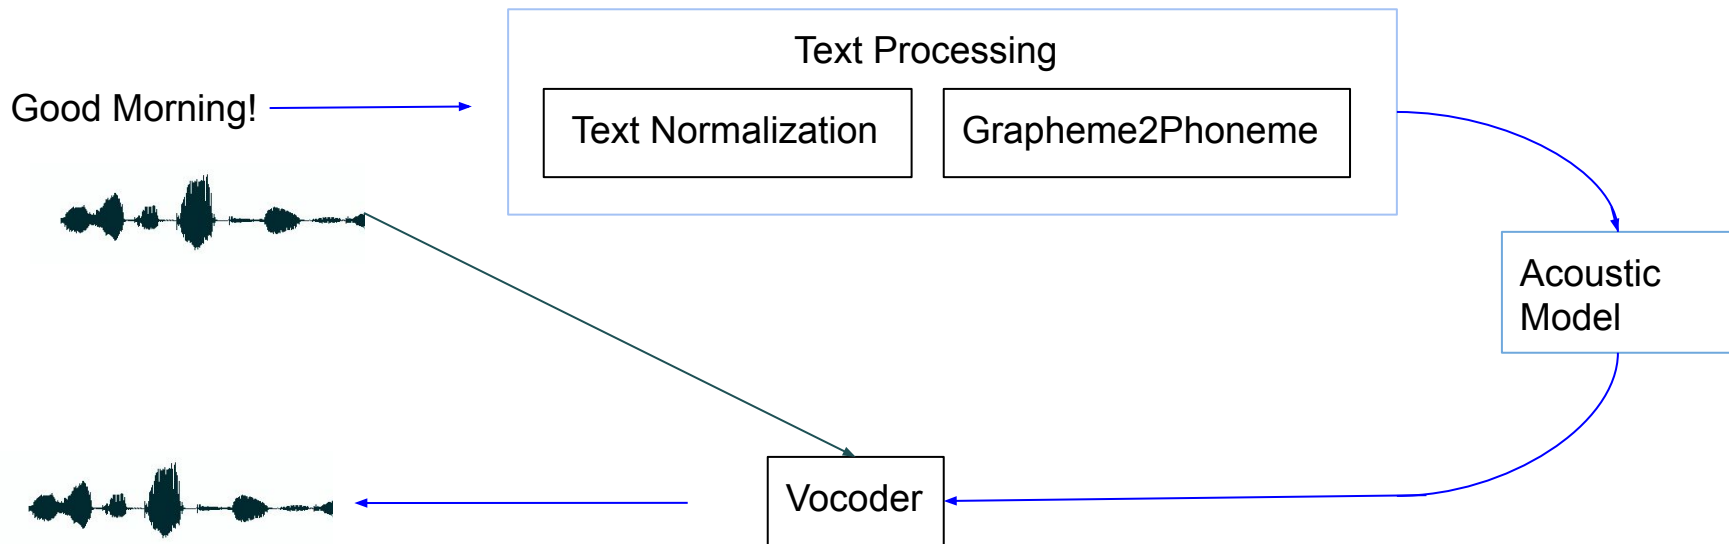 Text Processing
Good Morning!
Text Normalization
Grapheme2Phoneme
Acoustic
Model
Vocoder